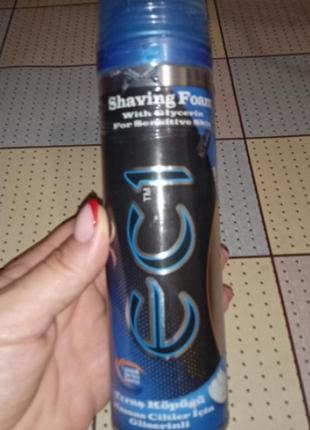 Shaving Foam
With Glycerin
For Sensitive Skin
ec1
TM
Tıraş Köpüğü
Hassas Ciltler İçin
Gliserinli